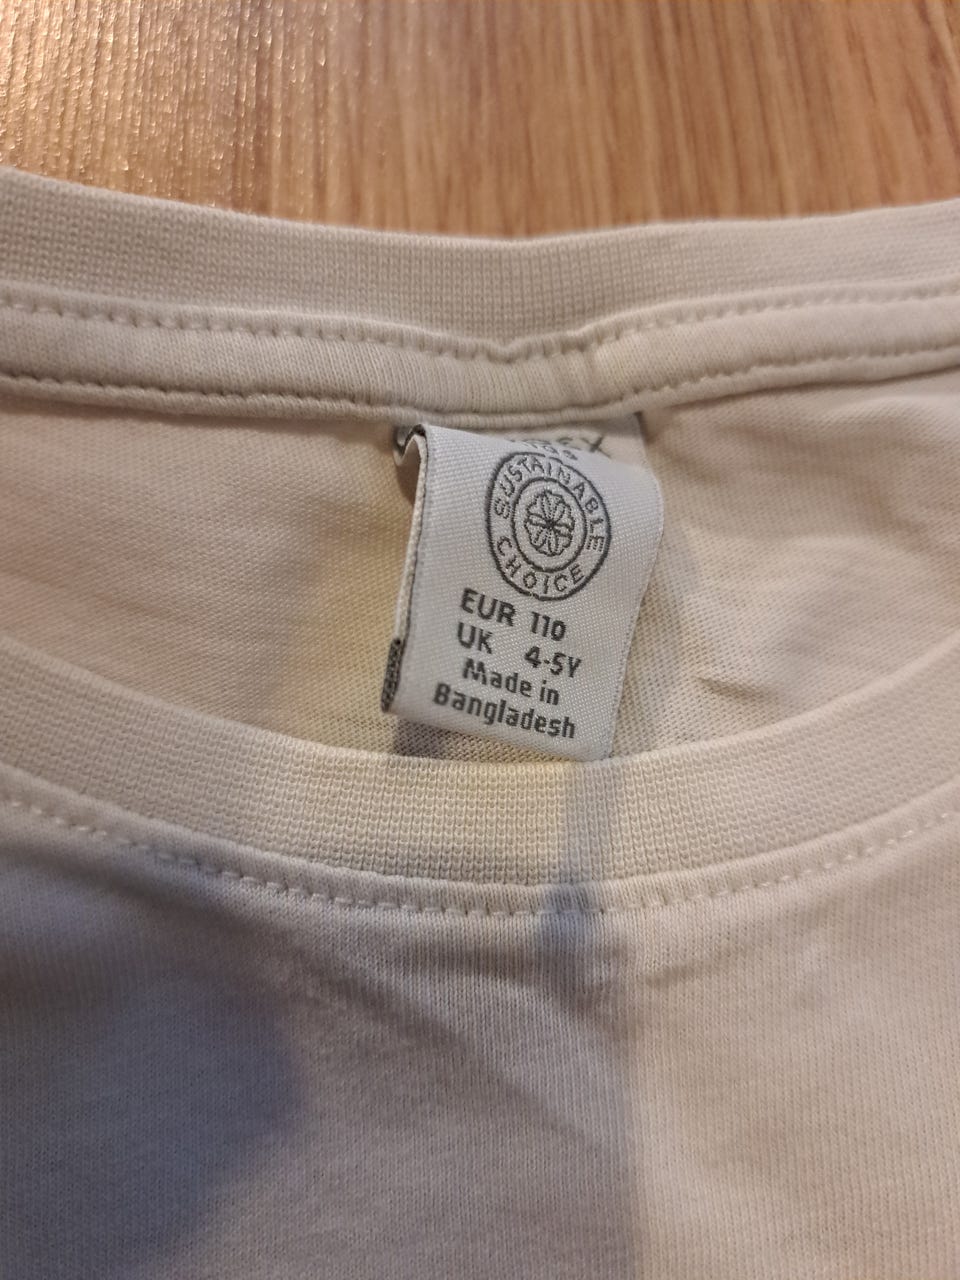 SUSTAINABLE
CHOICE
EUR 110
UK 4-5Y
Made in
Bangladesh